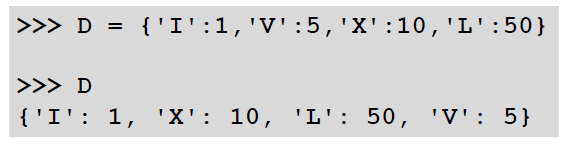 >>> D = {'I':1,'V':5,'X':10,'L':50}
>>> D
{'I': 1, 'X': 10, 'L': 50, 'V': 5}